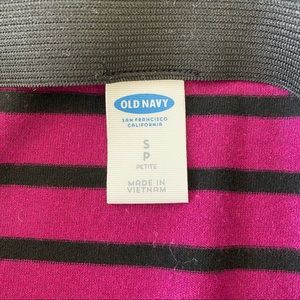 OLD NAVY
SAN FRANCISCO
CALIFORNIA
S
P
PETITE
MADE IN
VIETNAM